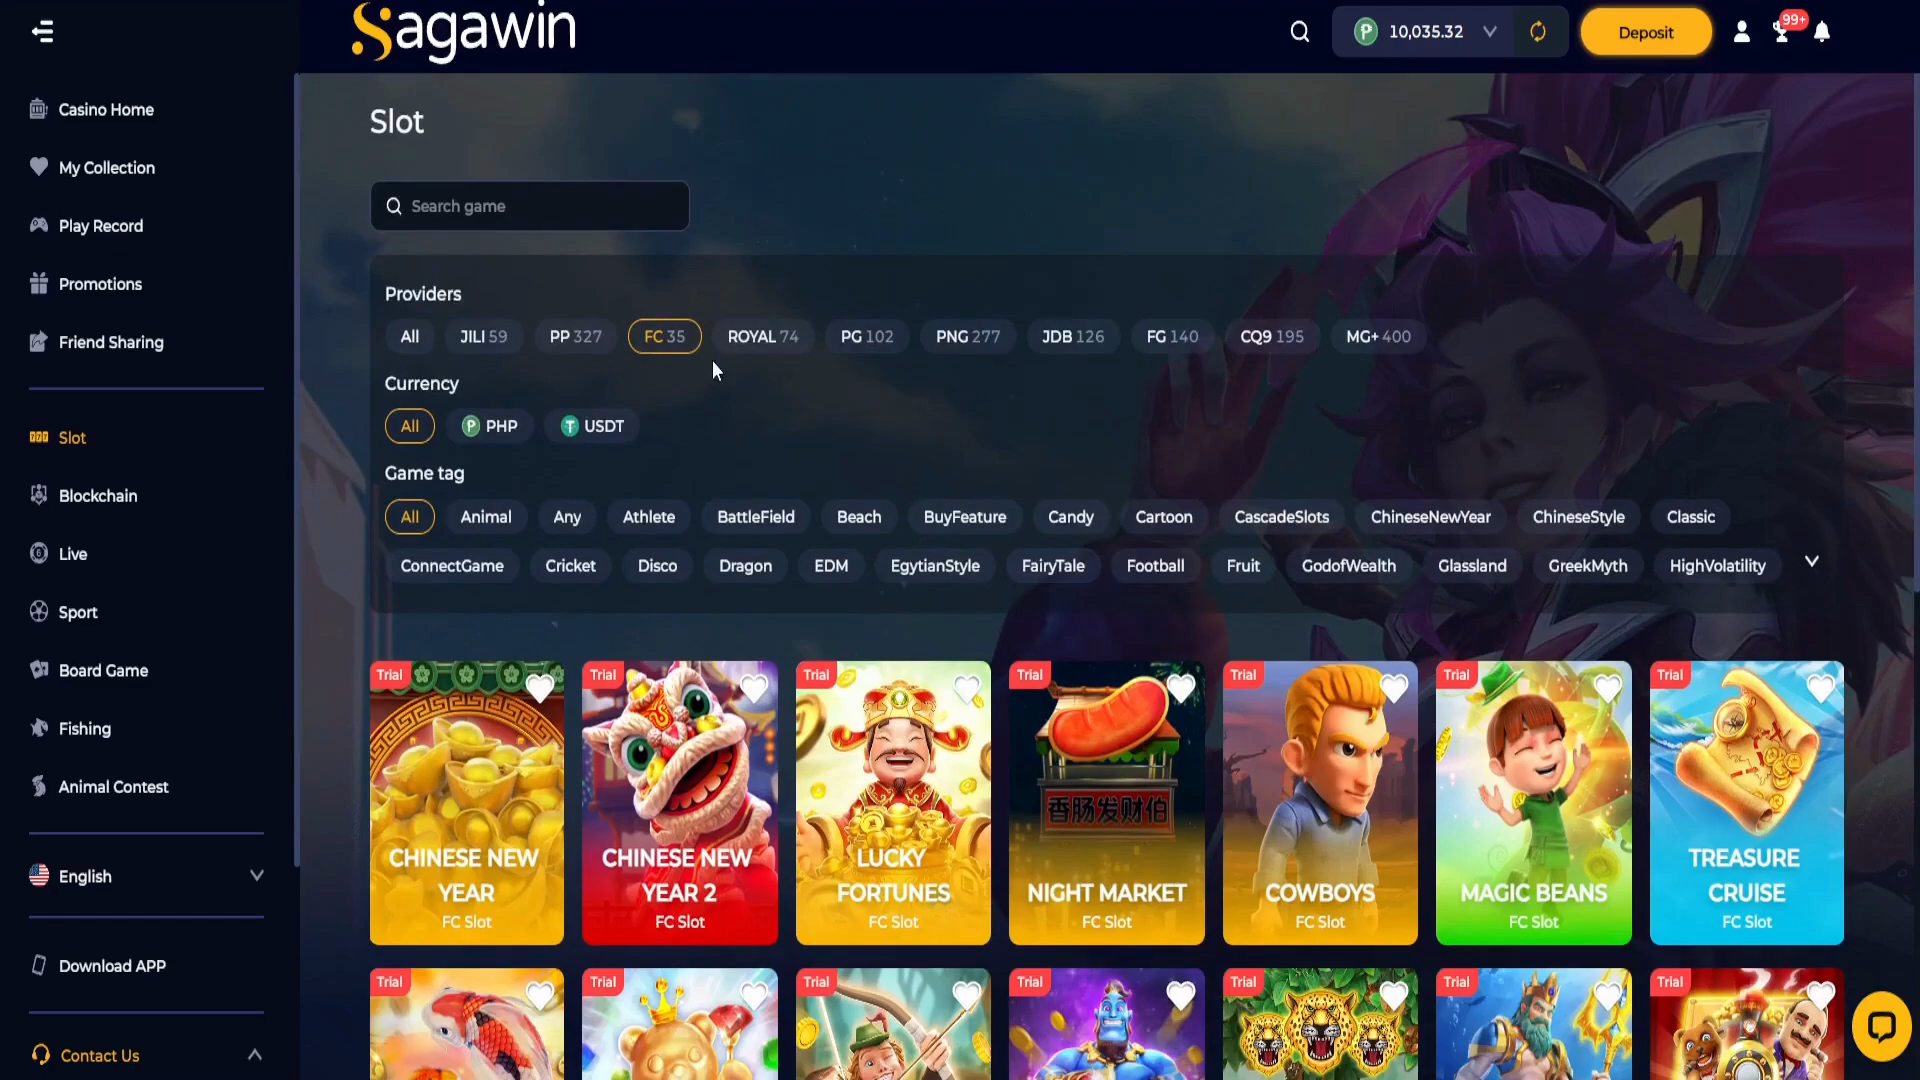 Sagawin
10,035.32
Deposit
99+
Casino Home
My Collection
Play Record
Promotions
Friend Sharing
Slot
Blockchain
Live
Sport
Board Game
Fishing
Animal Contest
English
Download APP
Contact Us
Slot
Search game
Providers
All JILI 59 PP 327 FC 35 ROYAL 74 PG 102 PNG 277 JDB 126 FG 140 CQ9 195 MG+ 400
Currency
All PHP USDT
Game tag
All Animal Any Athlete BattleField Beach BuyFeature Candy Cartoon CascadeSlots ChineseNewYear ChineseStyle Classic
ConnectGame Cricket Disco Dragon EDM EgytianStyle FairyTale Football Fruit GodofWealth Glassland GreekMyth HighVolatility
Trial
CHINESE NEW
YEAR
FC Slot
Trial
CHINESE NEW
YEAR 2
FC Slot
Trial
LUCKY
FORTUNES
FC Slot
Trial
香肠发财伯
NIGHT MARKET
FC Slot
Trial
COWBOYS
FC Slot
Trial
MAGIC BEANS
FC Slot
Trial
TREASURE
CRUISE
FC Slot
Trial
Trial
Trial
Trial
Trial
Trial
Trial